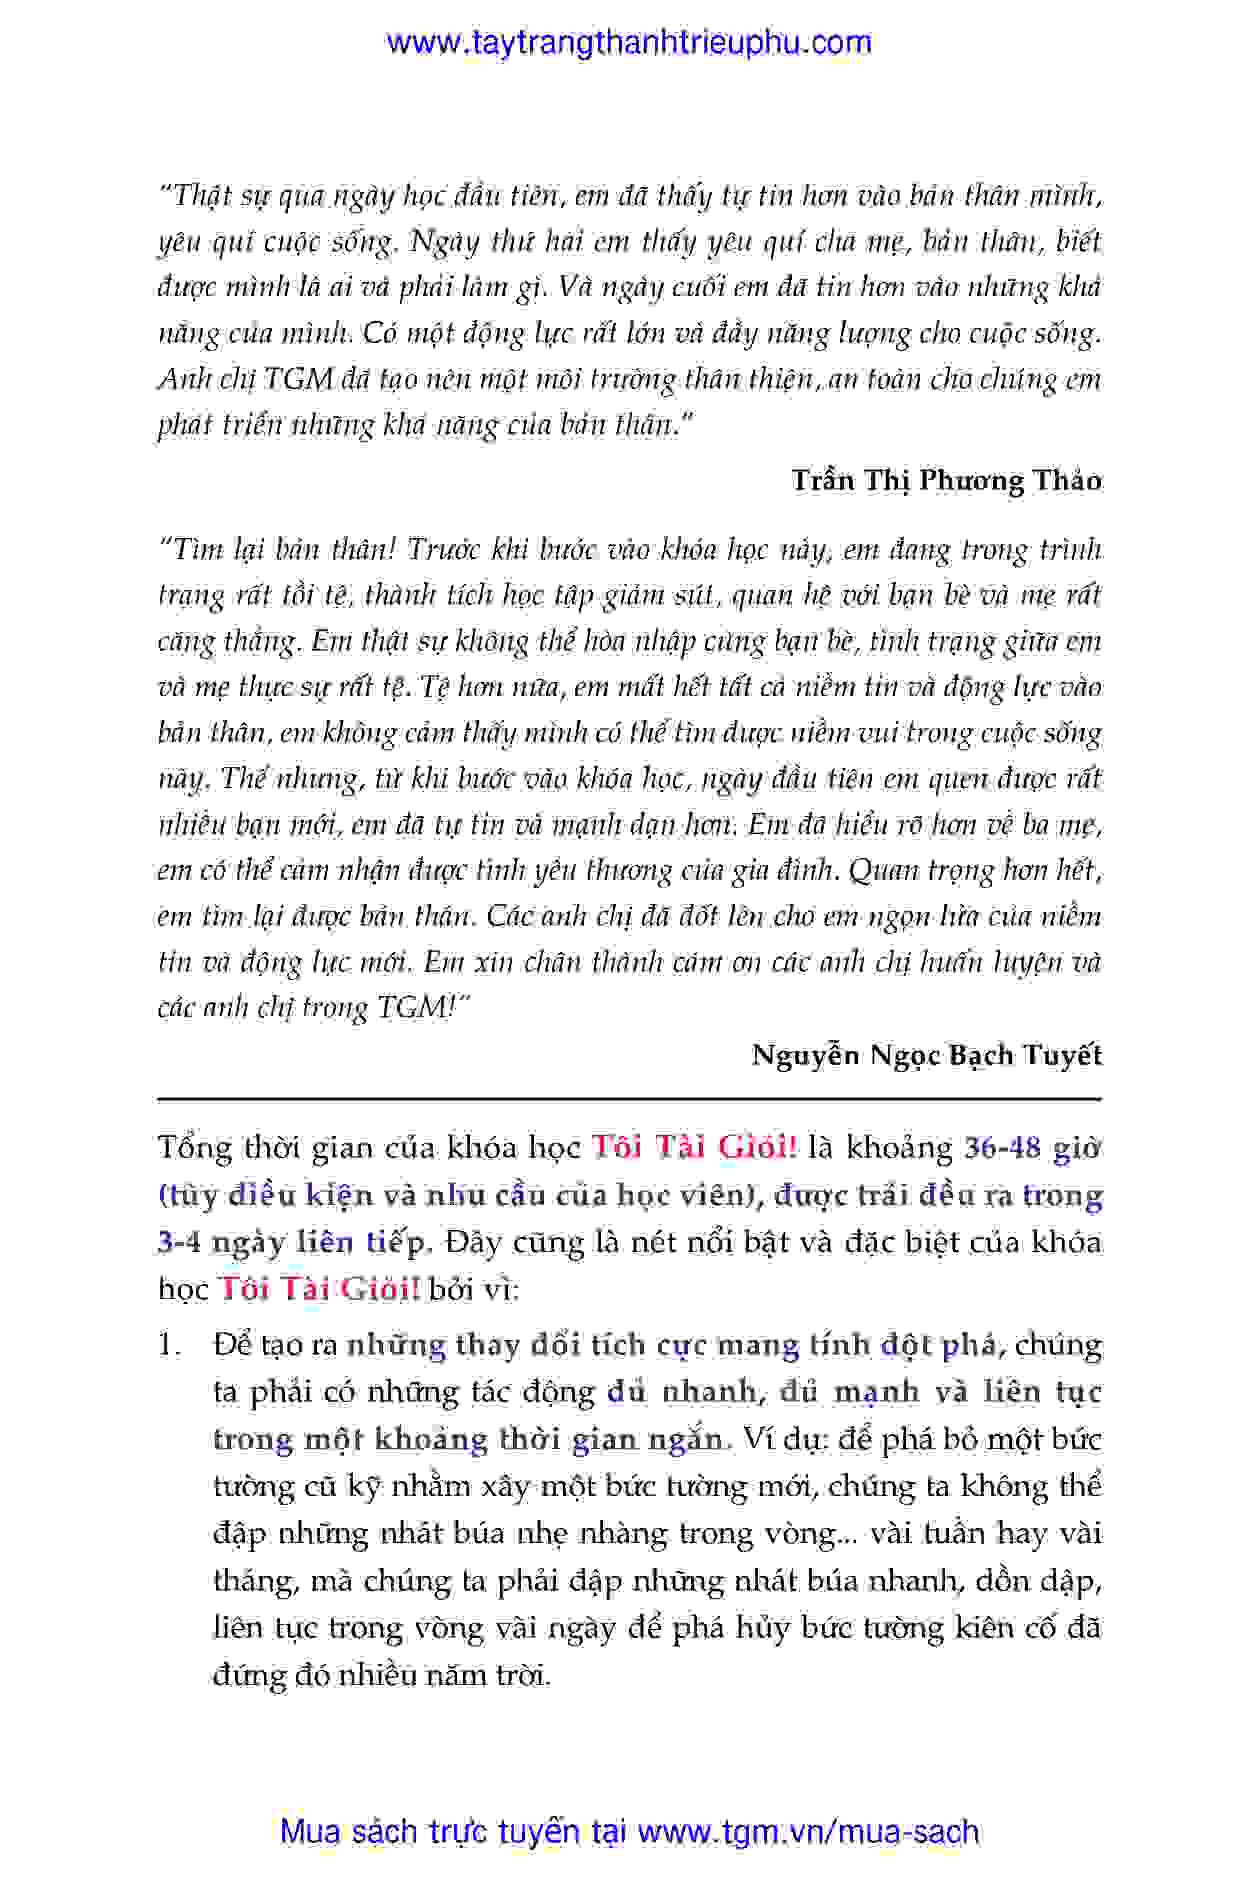 www.taytrangthanhtrieuphu.com
“Thật sự qua ngày học đầu tiên, em đã thấy tự tin hơn vào bản thân mình,
yêu quí cuộc sống. Ngày thứ hai em thấy yêu quí cha mẹ, bản thân, biết
được mình là ai và phải làm gì. Và ngày cuối em đã tin hơn vào những khả
năng của mình. Có một động lực rất lớn và đầy năng lượng cho cuộc sống.
Anh chị TGM đã tạo nên một môi trường thân thiện, an toàn cho chúng em
phát triển những khả năng của bản thân.”
Trần Thị Phương Thảo
“Tìm lại bản thân! Trước khi bước vào khóa học này, em đang trong trình
trạng rất tồi tệ, thành tích học tập giảm sút, quan hệ với bạn bè và mẹ rất
căng thẳng. Em thật sự không thể hòa nhập cùng bạn bè, tình trạng giữa em
và mẹ thực sự rất tệ. Tệ hơn nữa, em mất hết tất cả niềm tin và động lực vào
bản thân, em không cảm thấy mình có thể tìm được niềm vui trong cuộc sống
này. Thế nhưng, từ khi bước vào khóa học, ngày đầu tiên em quen được rất
nhiều bạn mới, em đã tự tin và mạnh dạn hơn. Em đã hiểu rõ hơn về ba mẹ,
em có thể cảm nhận được tình yêu thương của gia đình. Quan trọng hơn hết,
em tìm lại được bản thân. Các anh chị đã đốt lên cho em ngọn lửa của niềm
tin và động lực mới. Em xin chân thành cám ơn các anh chị huấn luyện và
các anh chị trong TGM!”
Nguyễn Ngọc Bạch Tuyết
Tổng thời gian của khóa học Tôi Tài Giỏi! là khoảng 36-48 giờ
(tùy điều kiện và nhu cầu của học viên), được trải đều ra trong
3-4 ngày liên tiếp. Đây cũng là nét nổi bật và đặc biệt của khóa
học Tôi Tài Giỏi! bởi vì:
1. Để tạo ra những thay đổi tích cực mang tính đột phá, chúng
ta phải có những tác động đủ nhanh, đủ mạnh và liên tục
trong một khoảng thời gian ngắn. Ví dụ: để phá bỏ một bức
tường cũ kỹ nhằm xây một bức tường mới, chúng ta không thể
đập những nhát búa nhẹ nhàng trong vòng... vài tuần hay vài
tháng, mà chúng ta phải đập những nhát búa nhanh, dồn dập,
liên tục trong vòng vài ngày để phá hủy bức tường kiên cố đã
đứng đó nhiều năm trời.
Mua sách trực tuyến tại www.tgm.vn/mua-sach